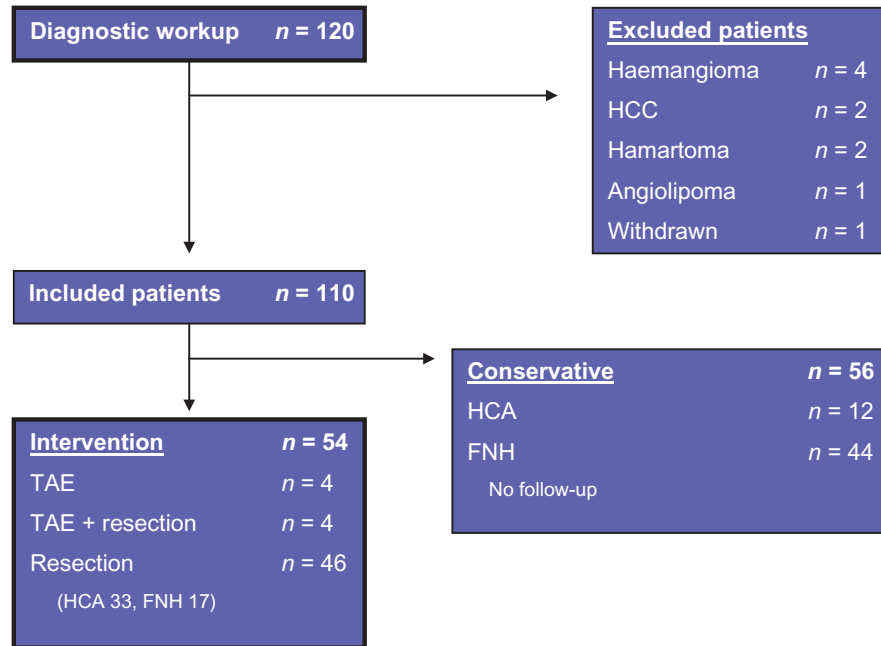 Diagnostic workup n = 120
Excluded patients
Haemangioma n = 4
HCC n = 2
Hamartoma n = 2
Angiolipoma n = 1
Withdrawn n = 1
Included patients n = 110
Conservative n = 56
HCA n = 12
FNH n = 44
No follow-up
Intervention n = 54
TAE n = 4
TAE + resection n = 4
Resection n = 46
(HCA 33, FNH 17)